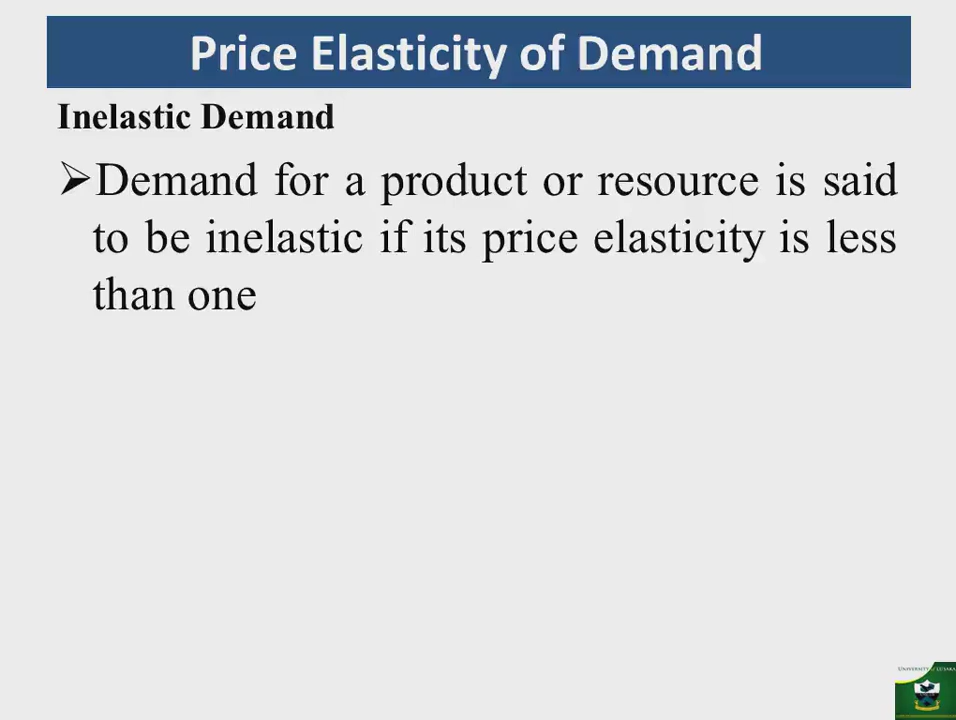 Price Elasticity of Demand
Inelastic Demand
➢Demand for a product or resource is said
to be inelastic if its price elasticity is less
than one